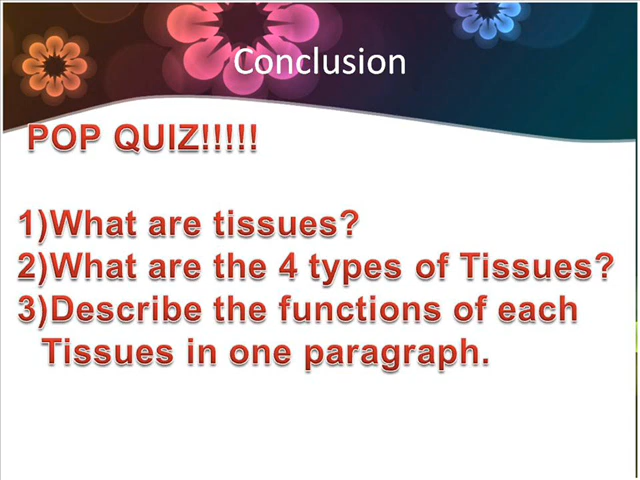 Conclusion
POP QUIZ!!!!!
1)What are tissues?
2)What are the 4 types of Tissues?
3)Describe the functions of each
Tissues in one paragraph.